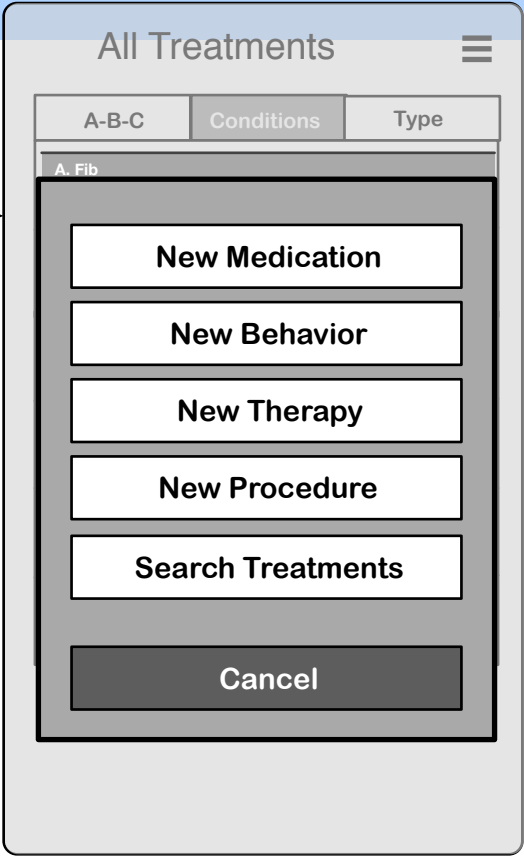 All Treatments
A-B-C Conditions Type
A. Fib
New Medication
New Behavior
New Therapy
New Procedure
Search Treatments
Cancel